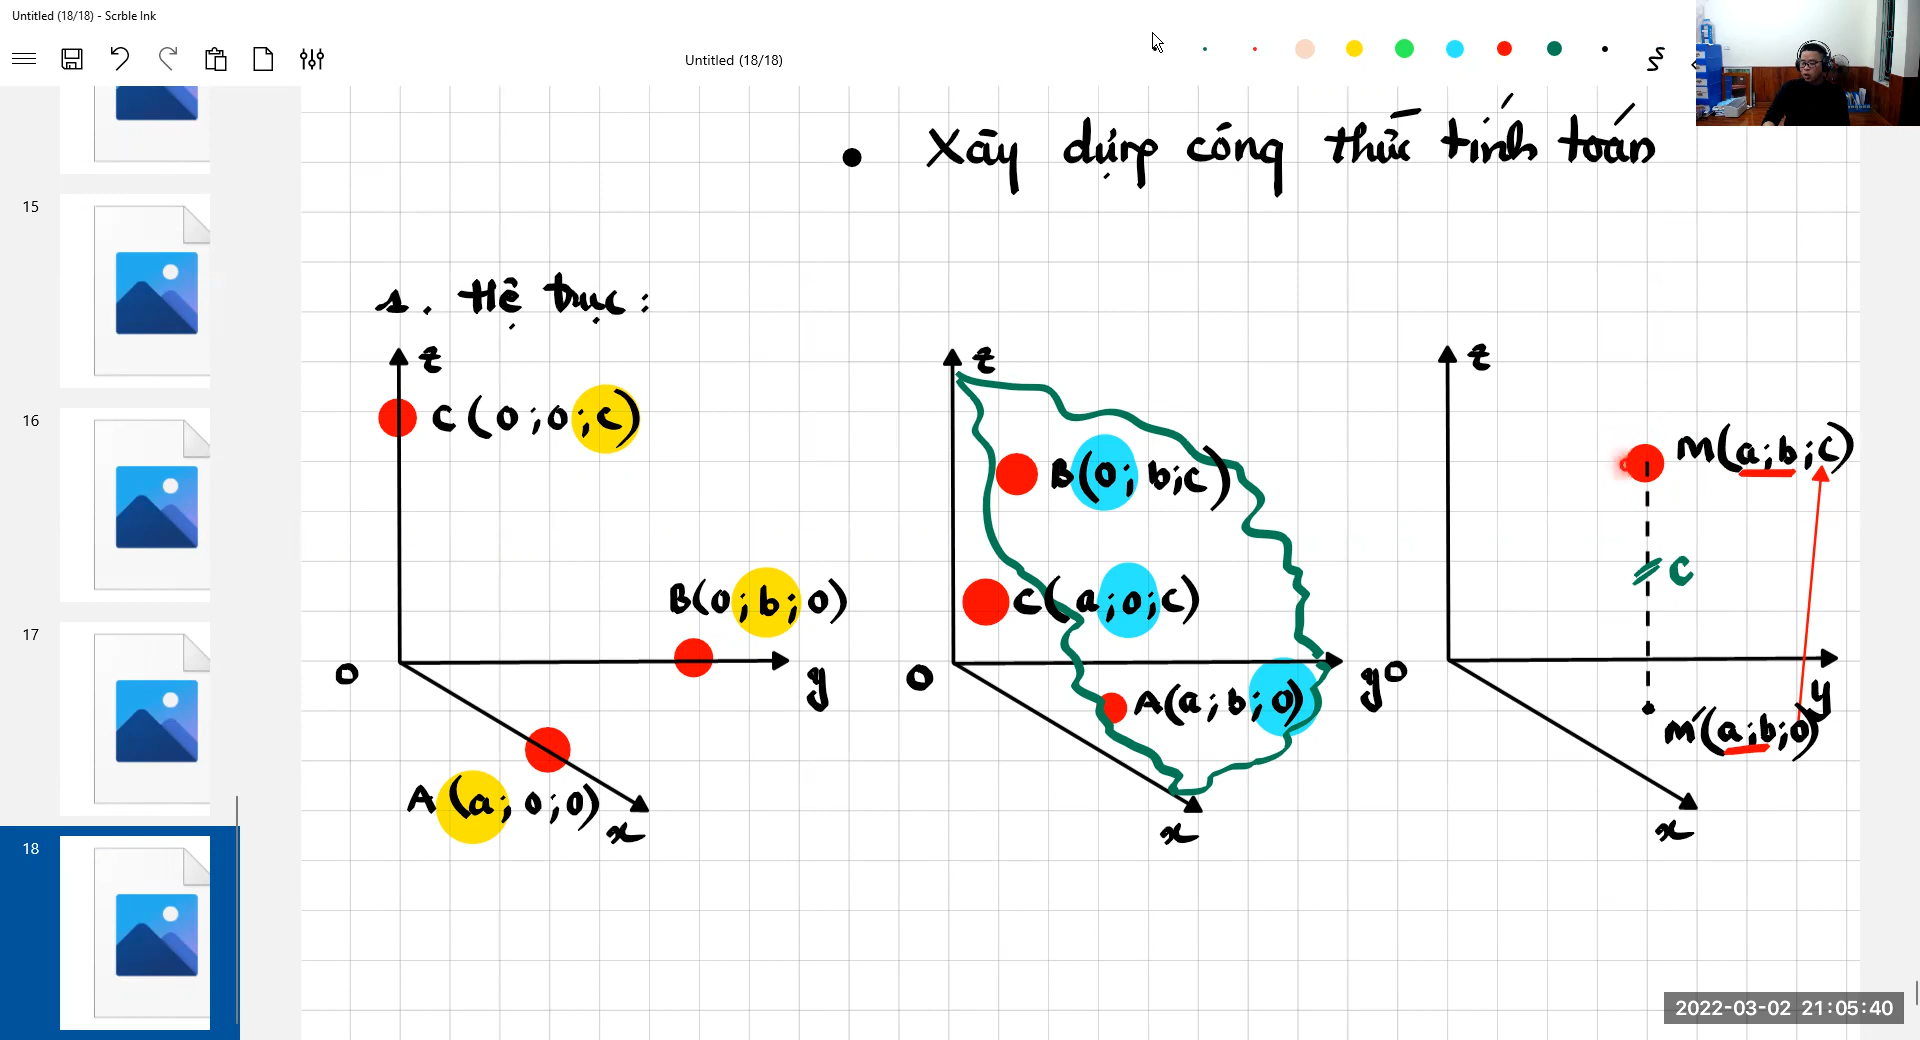 Untitled (18/18) - Scrble Ink
Untitled (18/18)
• Xây dựng công thức tính toán
15
16
17
18
1. Hệ trục:
z
C(0;0;c)
B(0;b;0)
O
y
A(a;0;0)
x
z
B(0;b;c)
C(a;0;c)
O
y
A(a;b;0)
x
z
M(a;b;c)
c
O
y
M'(a;b;0)
x
2022-03-02 21:05:40